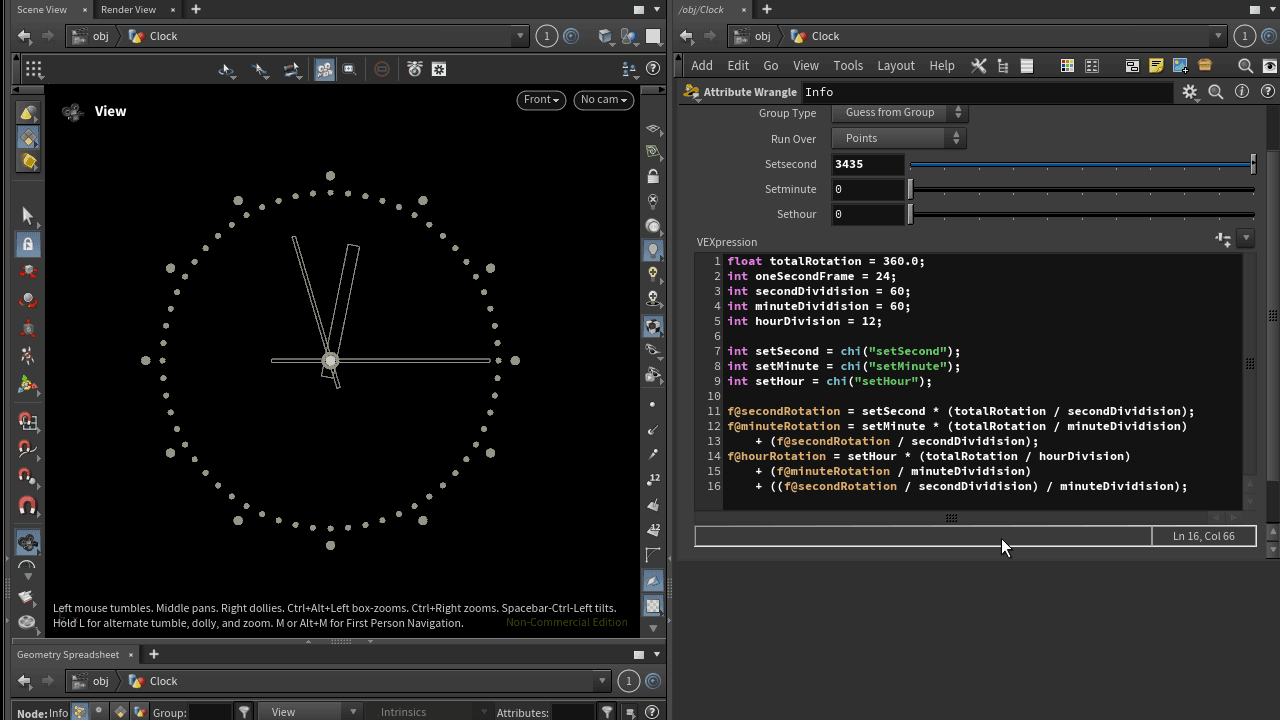 Scene View × Render View × +
obj Clock 1
View
Front No cam
Left mouse tumbles. Middle pans. Right dollies. Ctrl+Alt+Left box-zooms. Ctrl+Right zooms. Spacebar-Ctrl-Left tilts.
Hold L for alternate tumble, dolly, and zoom. M or Alt+M for First Person Navigation.
Non-Commercial Edition
12
12
Geometry Spreadsheet × +
obj Clock 1
Node: Info Group: View Intrinsics Attributes:
/obj/Clock × +
obj Clock 1
Add Edit Go View Tools Layout Help
Attribute Wrangle Info
Group Type Guess from Group
Run Over Points
Setsecond 3435
Setminute 0
Sethour 0
VEXpression
1 float totalRotation = 360.0;
2 int oneSecondFrame = 24;
3 int secondDividision = 60;
4 int minuteDividision = 60;
5 int hourDivision = 12;
6
7 int setSecond = chi("setSecond");
8 int setMinute = chi("setMinute");
9 int setHour = chi("setHour");
10
11 f@secondRotation = setSecond * (totalRotation / secondDividision);
12 f@minuteRotation = setMinute * (totalRotation / minuteDividision)
13 + (f@secondRotation / secondDividision);
14 f@hourRotation = setHour * (totalRotation / hourDivision)
15 + (f@minuteRotation / minuteDividision)
16 + ((f@secondRotation / secondDividision) / minuteDividision);
Ln 16, Col 66